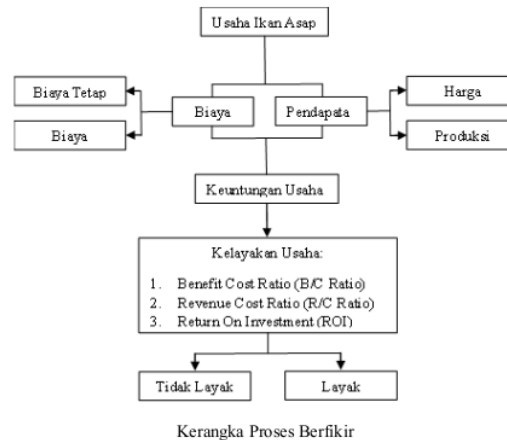 Usaha Ikan Asap
Biaya Tetap
Harga
Biaya
Pendapata
Biaya
Produksi
Keuntungan Usaha
Kelayakan Usaha:
1. Benefit Cost Ratio (B/C Ratio)
2. Revenue Cost Ratio (R/C Ratio)
3. Return On Investment (ROI)
Tidak Layak
Layak
Kerangka Proses Berfikir